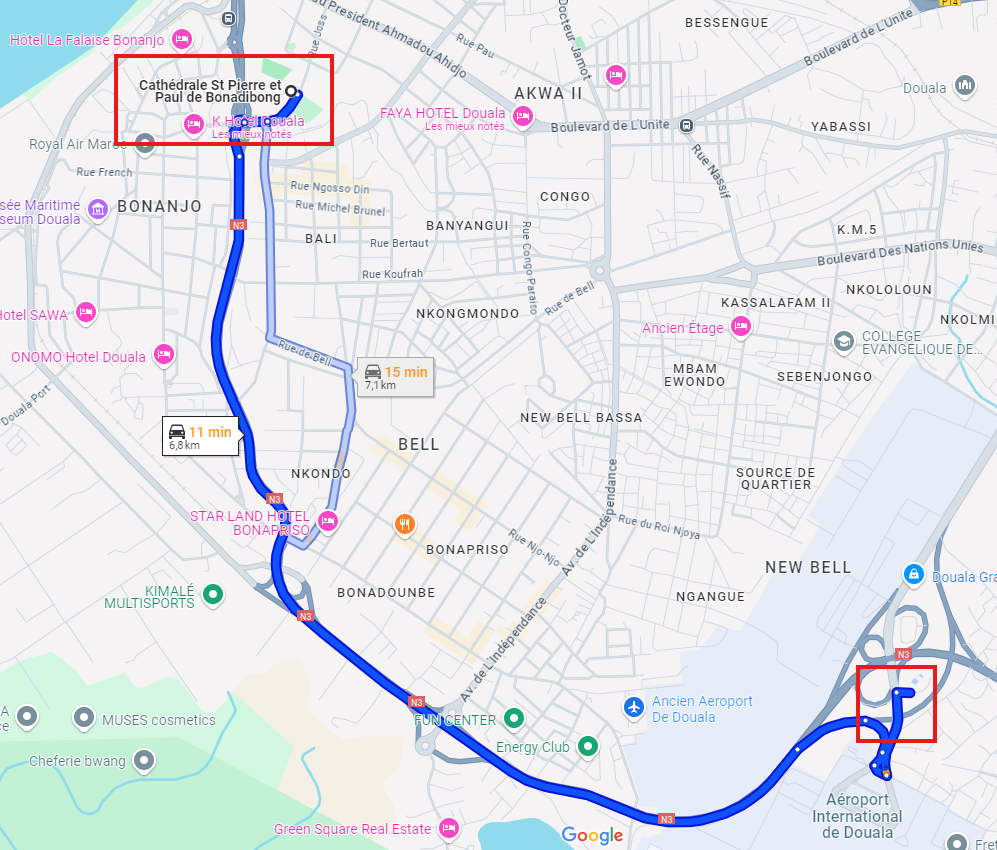 P14
BESSENGUE
Rue Joss
du President Ahmadou Ahidjo
Rue Pau
Docteur Jamot
Boulevard de L'Unite
Hôtel La Falaise Bonanjo
Cathédrale St Pierre et
Paul de Bonadibong
K Hotel Douala
Les mieux notés
AKWA II
FAYA HOTEL Douala
Les mieux notés
Boulevard de L'Unite
Douala
YABASSI
Royal Air Maroc
Rue French
Rue Nassif
sée Maritime
seum Douala
BONANJO
N3
Rue Ngosso Din
Rue Michel Brunel
BALI
Rue Bertaut
Rue Koufrah
CONGO
BANYANGUI
Rue Congo Paraiso
Rue de Bell
K.M.5
Boulevard Des Nations Unies
NKOLOLOUN
KASSALAFAM II
NKOLMI
Hotel SAWA
NKONGMONDO
Ancien Étage
COLLEGE
EVANGELIQUE DE...
ONOMO Hotel Douala
Rue de Bell
15 min
7,1 km
MBAM
EWONDO
SEBENJONGO
Douala Port
11 min
6,8 km
NEW BELL BASSA
BELL
NKONDO
SOURCE DE
QUARTIER
N3
STAR LAND HOTEL
BONAPRISO
Rue du Roi Njoya
Rue Njo-Njo
BONAPRISO
Av. de L'Indépendance
NEW BELL
Douala Gra
KIMALÉ
MULTISPORTS
BONADOUNBE
NGANGUE
N3
Av. de L'Indépendance
N3
N3
A
ce
MUSES cosmetics
FUN CENTER
Ancien Aeroport
De Douala
Energy Club
Cheferie bwang
Aéroport
International
de Douala
N3
Green Square Real Estate
Google
Fret